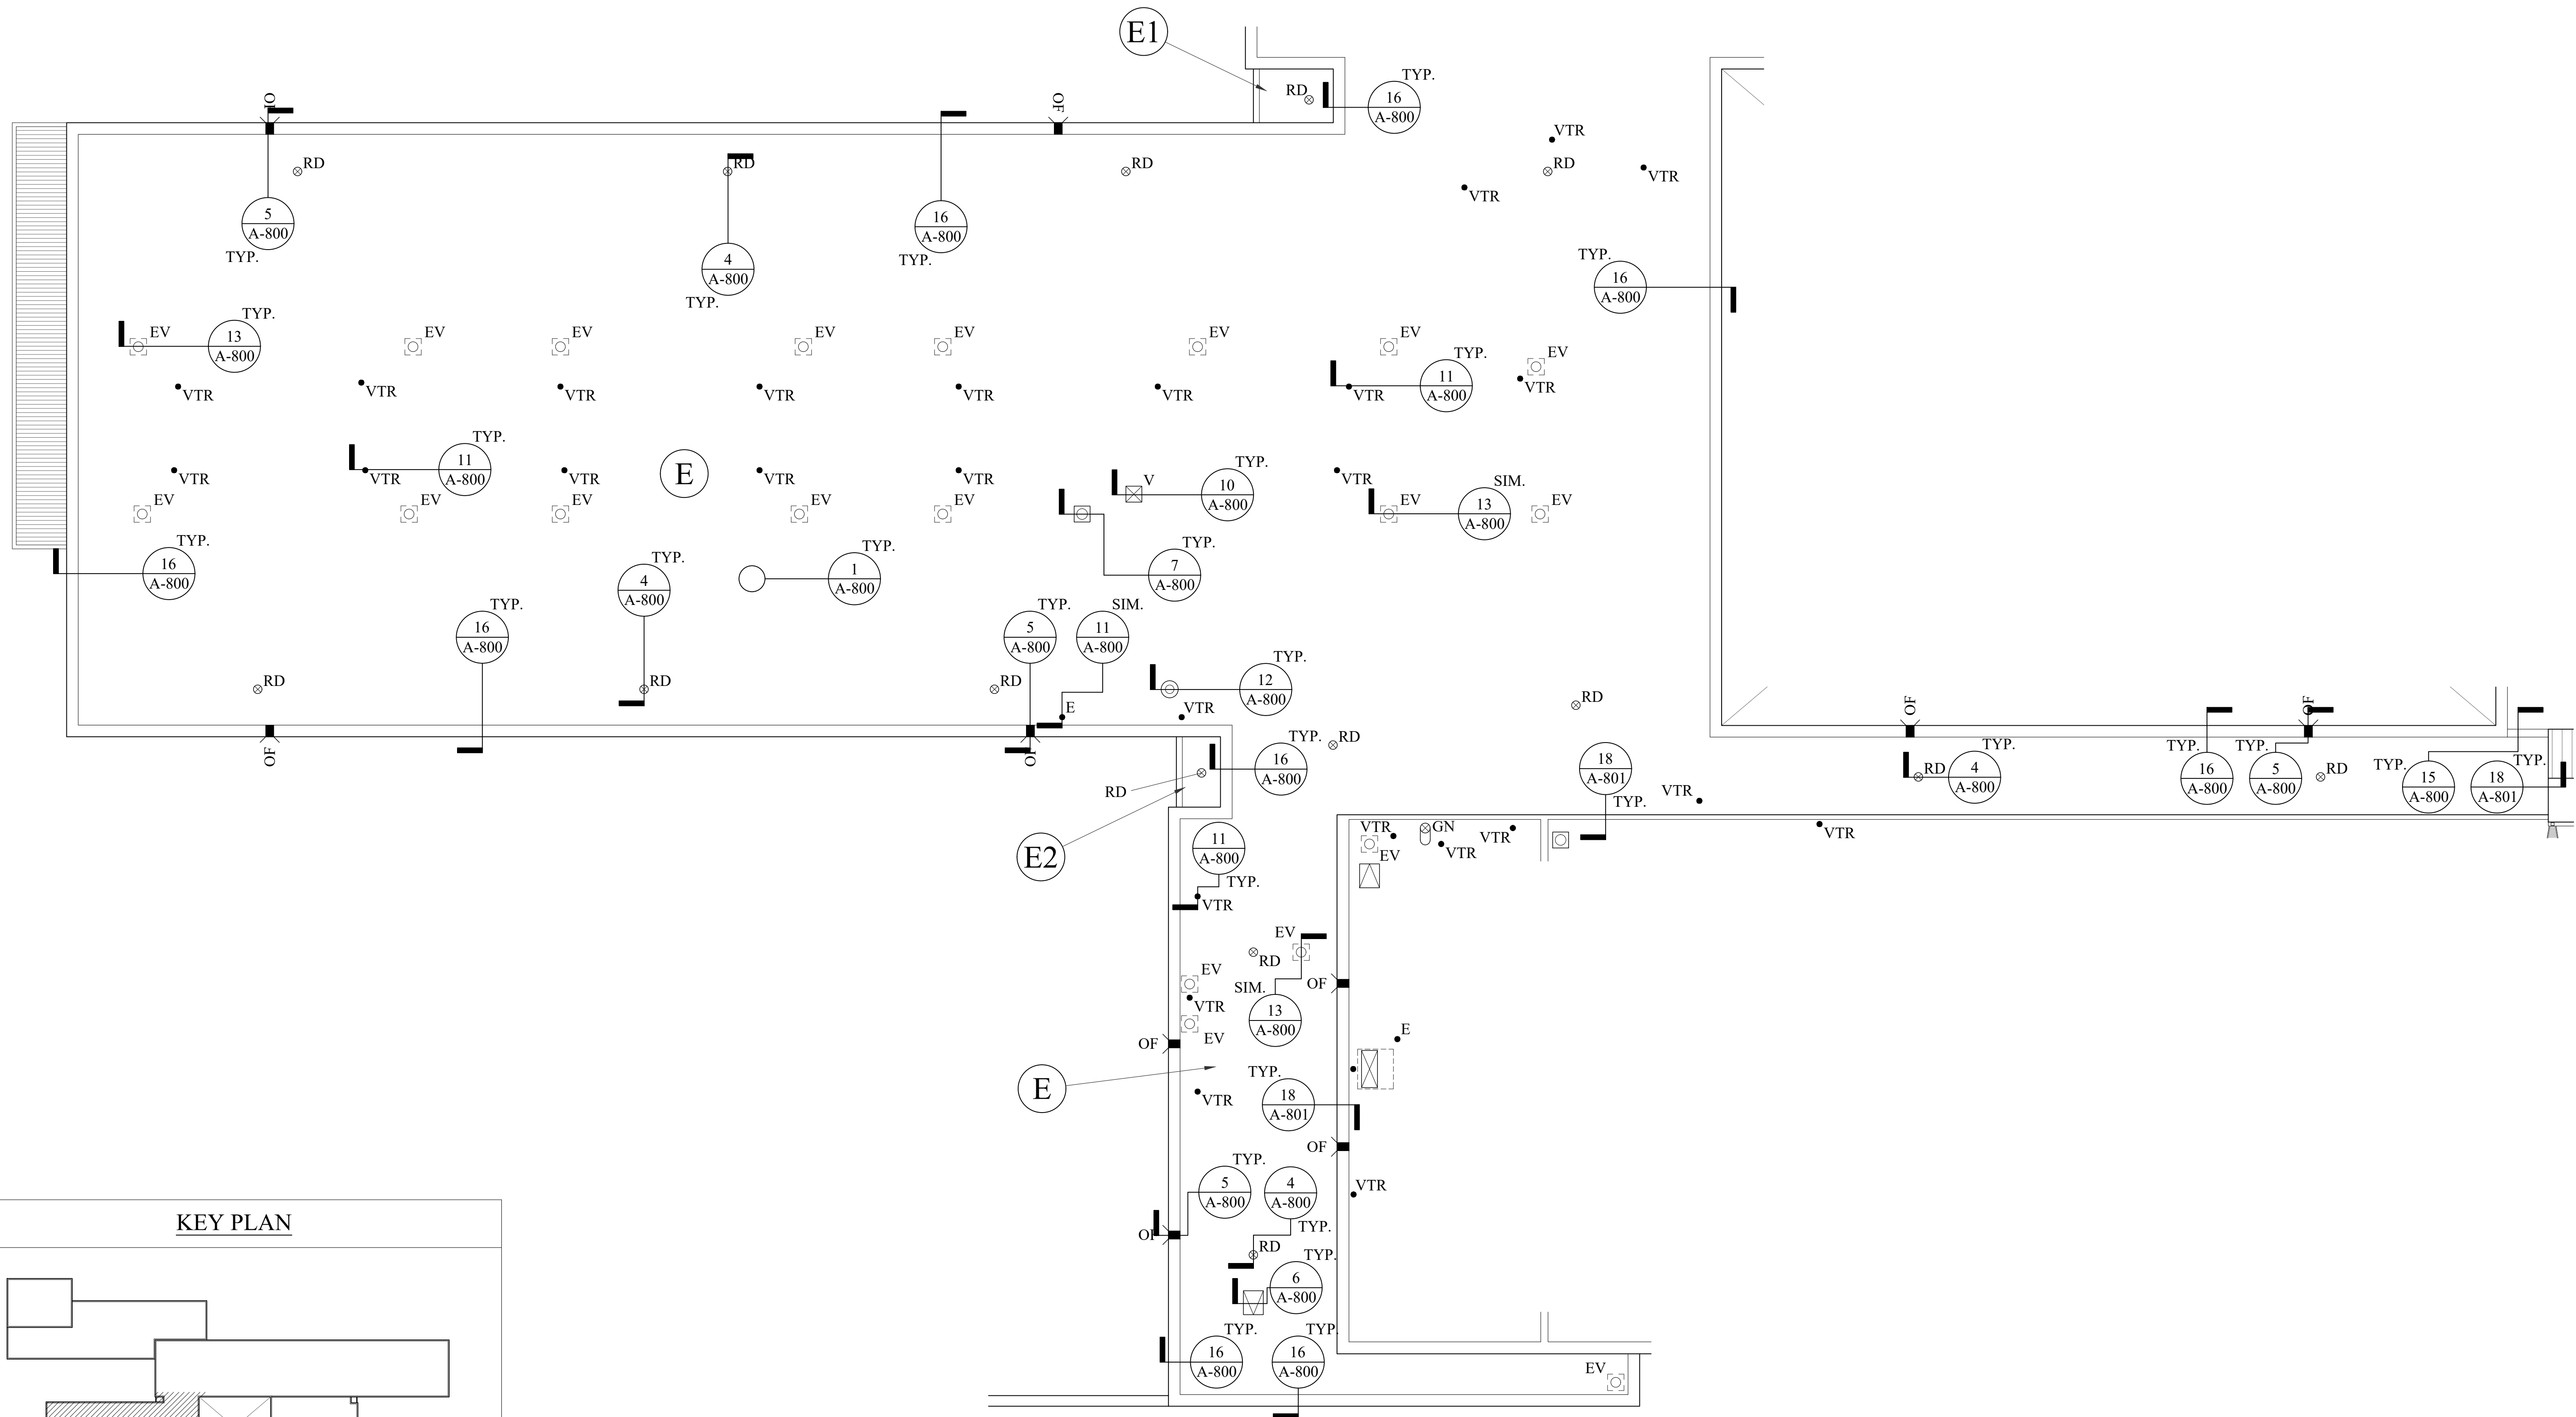 E1
TYP.
RD
16
A-800
OF
OF
VTR
RD
RD
RD
RD
VTR
VTR
5
A-800
TYP.
16
A-800
TYP.
4
A-800
TYP.
TYP.
16
A-800
TYP.
EV
13
A-800
EV
EV
EV
EV
EV
EV
EV
TYP.
11
A-800
VTR
VTR
VTR
VTR
VTR
VTR
VTR
VTR
TYP.
11
A-800
VTR
VTR
VTR
E
VTR
VTR
VTR
V
TYP.
10
A-800
SIM.
13
A-800
EV
EV
EV
EV
EV
EV
EV
TYP.
16
A-800
TYP.
4
A-800
TYP.
1
A-800
TYP.
7
A-800
TYP.
16
A-800
TYP.
5
A-800
SIM.
11
A-800
TYP.
12
A-800
RD
RD
RD
E
VTR
RD
OF
OF
OF
OF
TYP.
16
A-800
RD
RD
18
A-801
TYP.
VTR
RD
TYP.
4
A-800
TYP.
16
A-800
TYP.
5
A-800
RD
TYP.
15
A-800
TYP.
18
A-801
E2
11
A-800
TYP.
VTR
VTR
GN
VTR
VTR
EV
VTR
EV
RD
EV
VTR
EV
SIM.
13
A-800
OF
OF
E
E
TYP.
18
A-801
VTR
OF
KEY PLAN
TYP.
5
A-800
4
A-800
TYP.
VTR
OF
RD
TYP.
6
A-800
TYP.
16
A-800
TYP.
16
A-800
EV